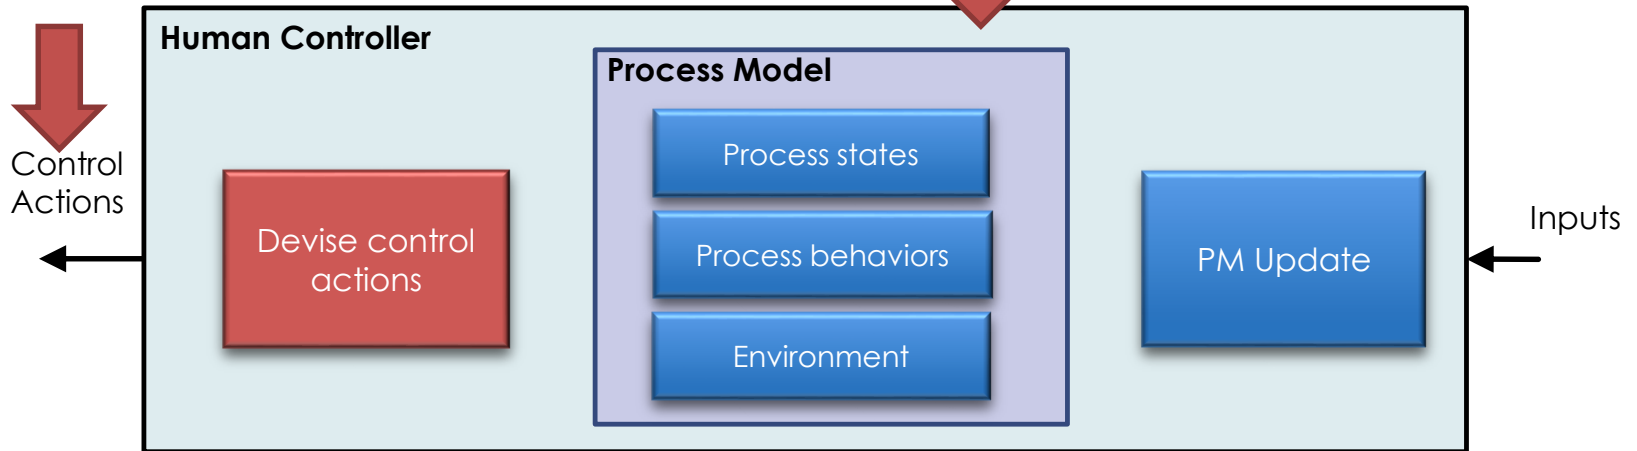 Human Controller
Process Model
Control
Actions
Devise control
actions
Process states
Process behaviors
Environment
PM Update
Inputs